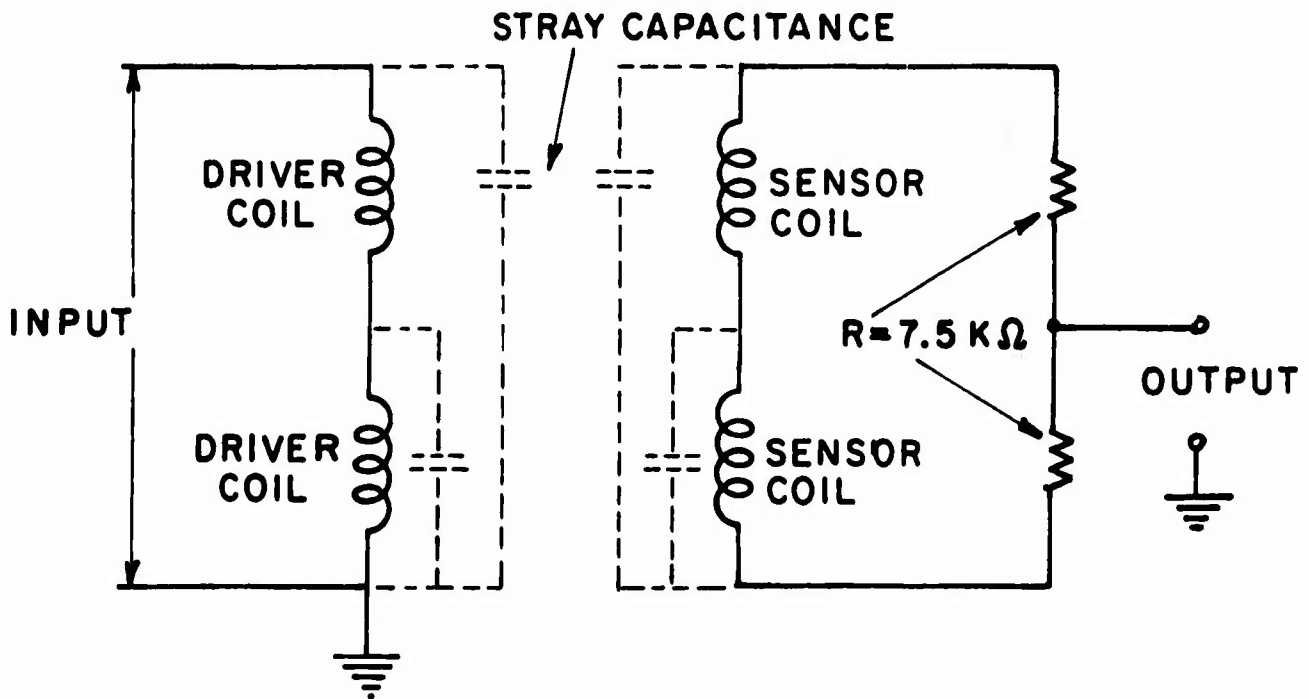 STRAY CAPACITANCE
DRIVER
COIL
SENSOR
COIL
INPUT
R=7.5 KΩ
OUTPUT
DRIVER
COIL
SENSOR
COIL